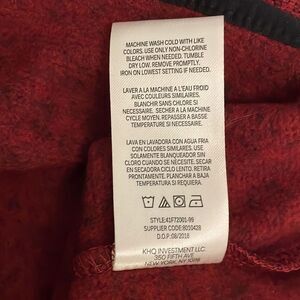 MACHINE WASH COLD WITH LIKE
COLORS. USE ONLY NON-CHLORINE
BLEACH WHEN NEEDED. TUMBLE
DRY LOW. REMOVE PROMPTLY.
IRON ON LOWEST SETTING IF NEEDED.
LAVER A LA MACHINE A L'EAU FROID
AVEC COULEURS SIMILAIRES.
BLANCHIR SANS CHLORE SI
NECESSAIRE. SECHER A LA MACHINE
CYCLE MOYEN. REPASSER A BASSE
TEMPERATURE SI NECESSAIRE.
LAVA EN LAVADORA CON AGUA FRIA
CON COLORES SIMILARES. USE
SOLAMENTE BLANQUEADOR SIN
CLORO CUANDO SE NECESITE. SECAR
EN SECADORA CICLO LENTO. RETIRA
PRONTAMENTE. PLANCHAR A BAJA
TEMPERATURA SI REQUIERA.
STYLE:41F72001-99
SUPPLIER CODE:8010428
D.O.P. 08/2018
KHQ INVESTMENT LLC.
350 FIFTH AVE
NEW YORK, NY 10118